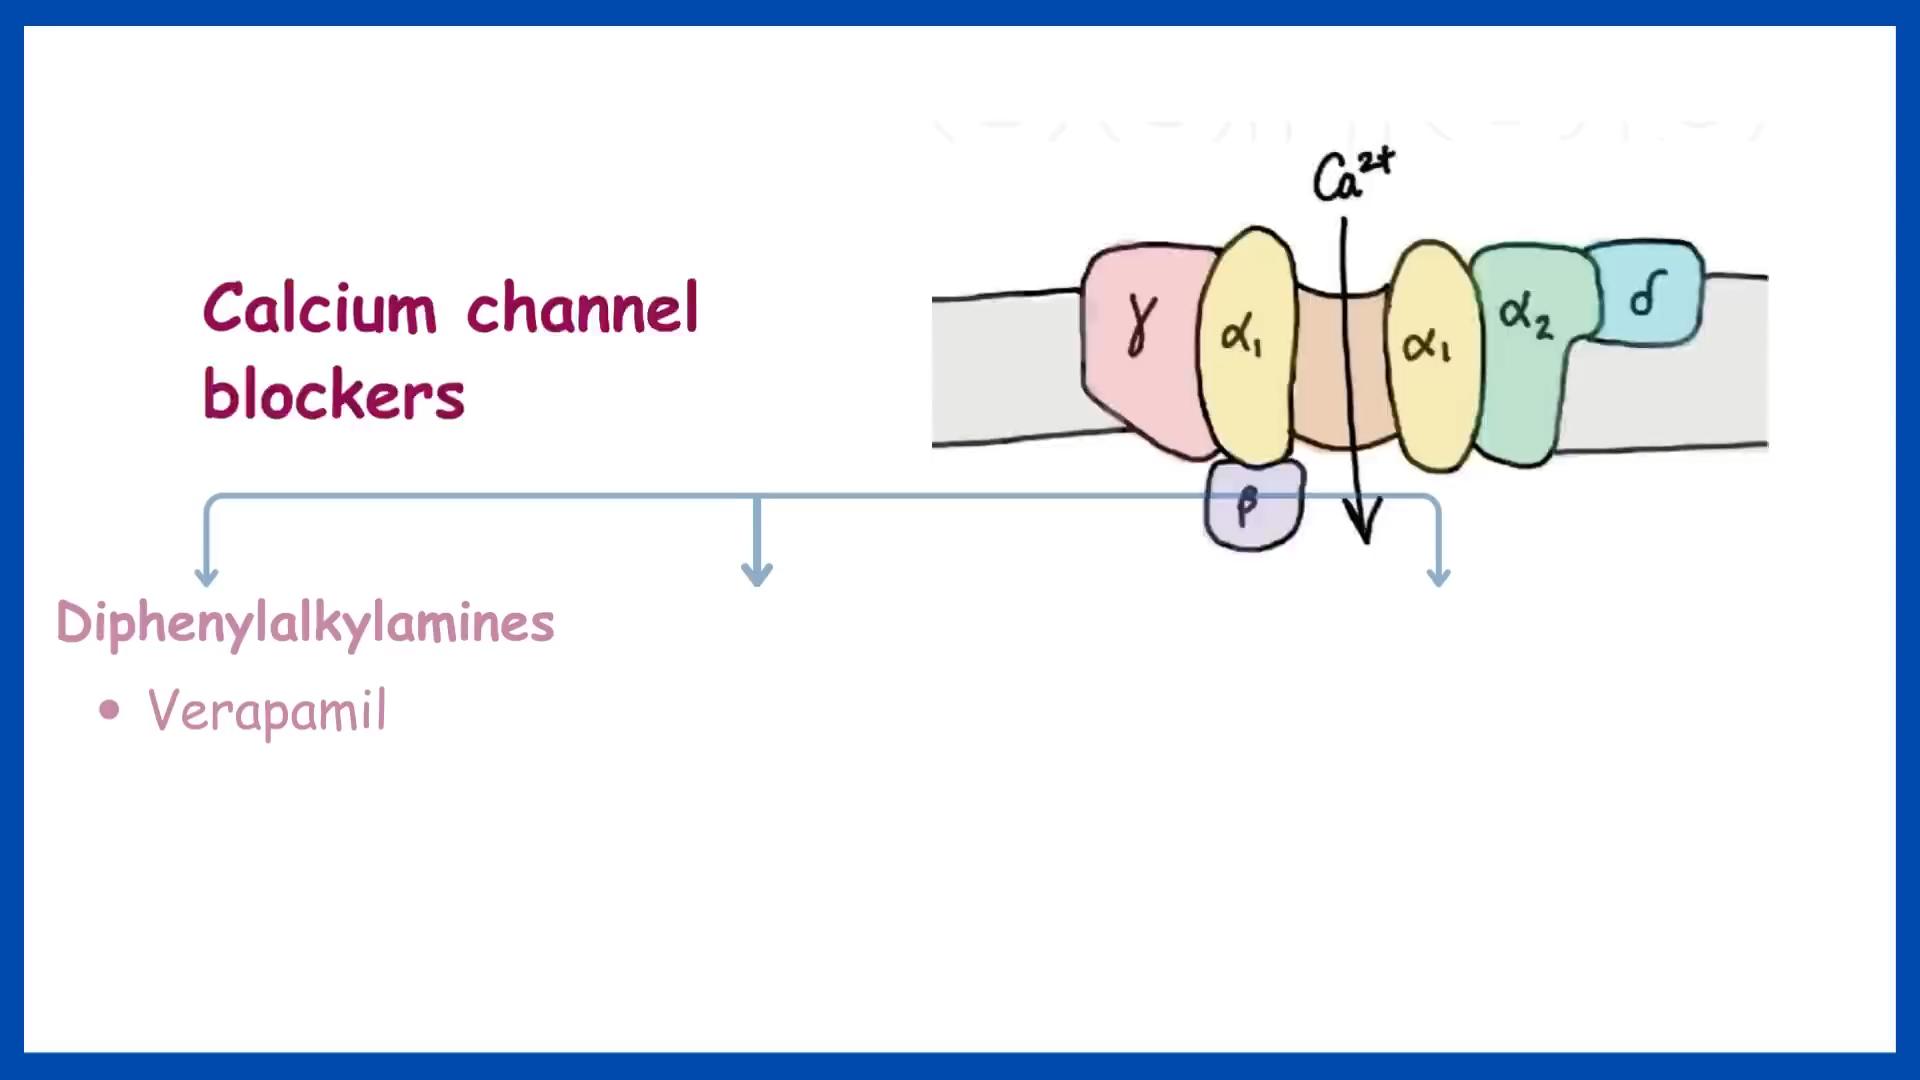 Calcium channel
blockers
Ca²⁺
γ
α₁
α₁
α₂
δ
β
Diphenylalkylamines
• Verapamil